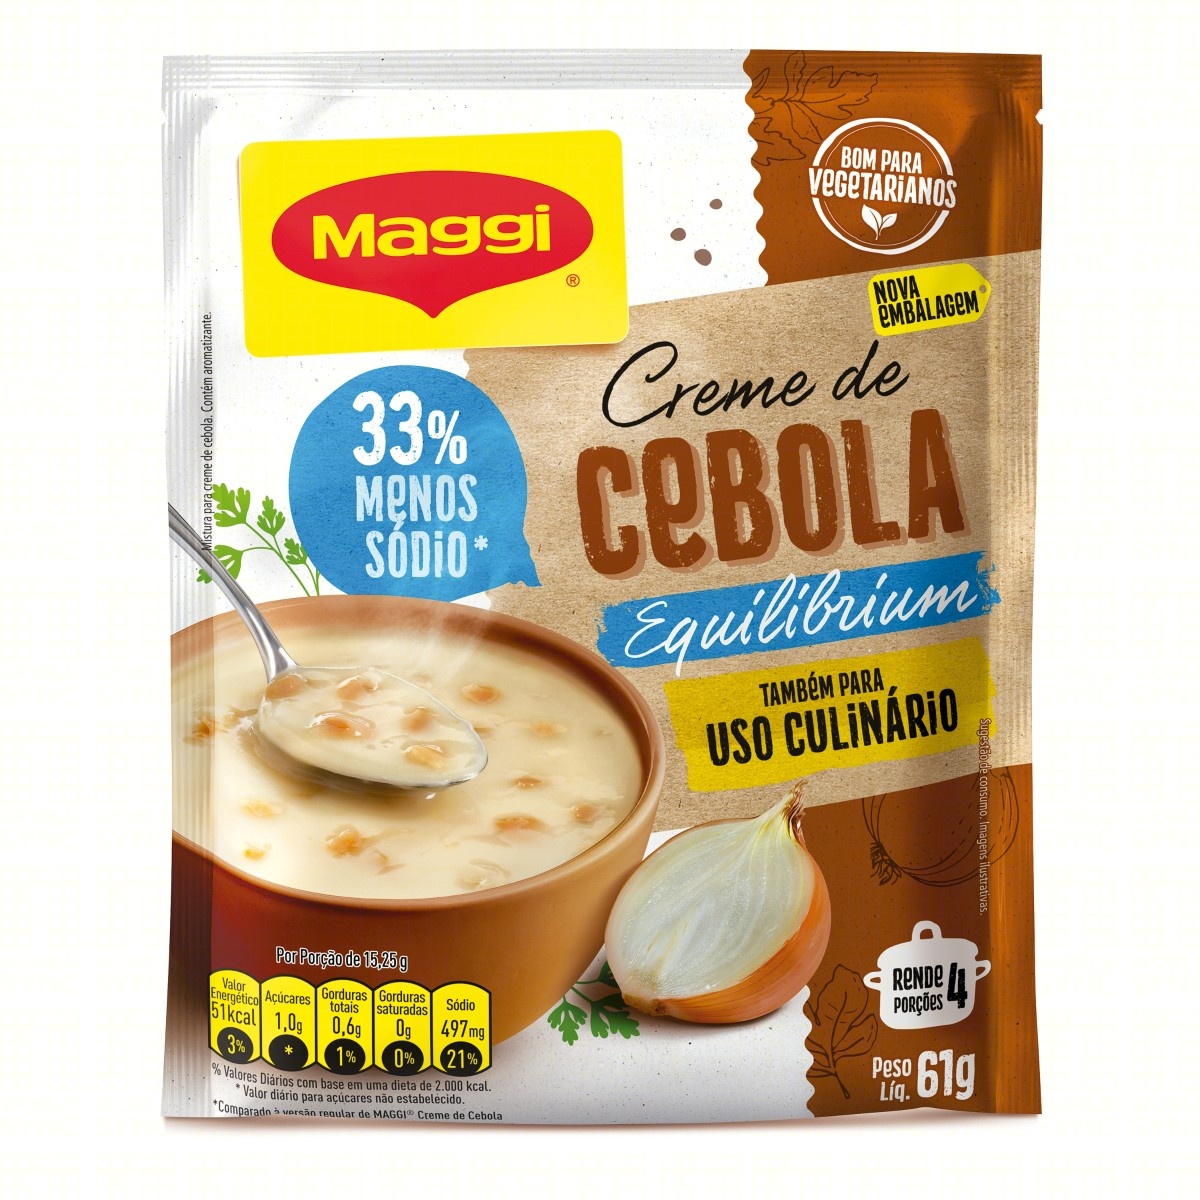 BOM PARA
VEGETARIANOS
Maggi
®
NOVA
EMBALAGEM
Creme de
CEBOLA
Equilíbrium
33%
MENOS
SÓDIO*
TAMBÉM PARA
USO CULINÁRIO
Mistura para creme de cebola. Contém aromatizante.
Sugestão de consumo. Imagens ilustrativas.
RENDE
PORÇÕES 4
Peso
Líq. 61g
Por Porção de 15,25 g
Valor
Energético
51kcal
3%
Açúcares
1,0g
*
Gorduras
totais
0,6g
1%
Gorduras
saturadas
0g
0%
Sódio
497mg
21%
% Valores Diários com base em uma dieta de 2.000 kcal.
* Valor diário para açúcares não estabelecido.
*Comparado à versão regular de MAGGI® Creme de Cebola